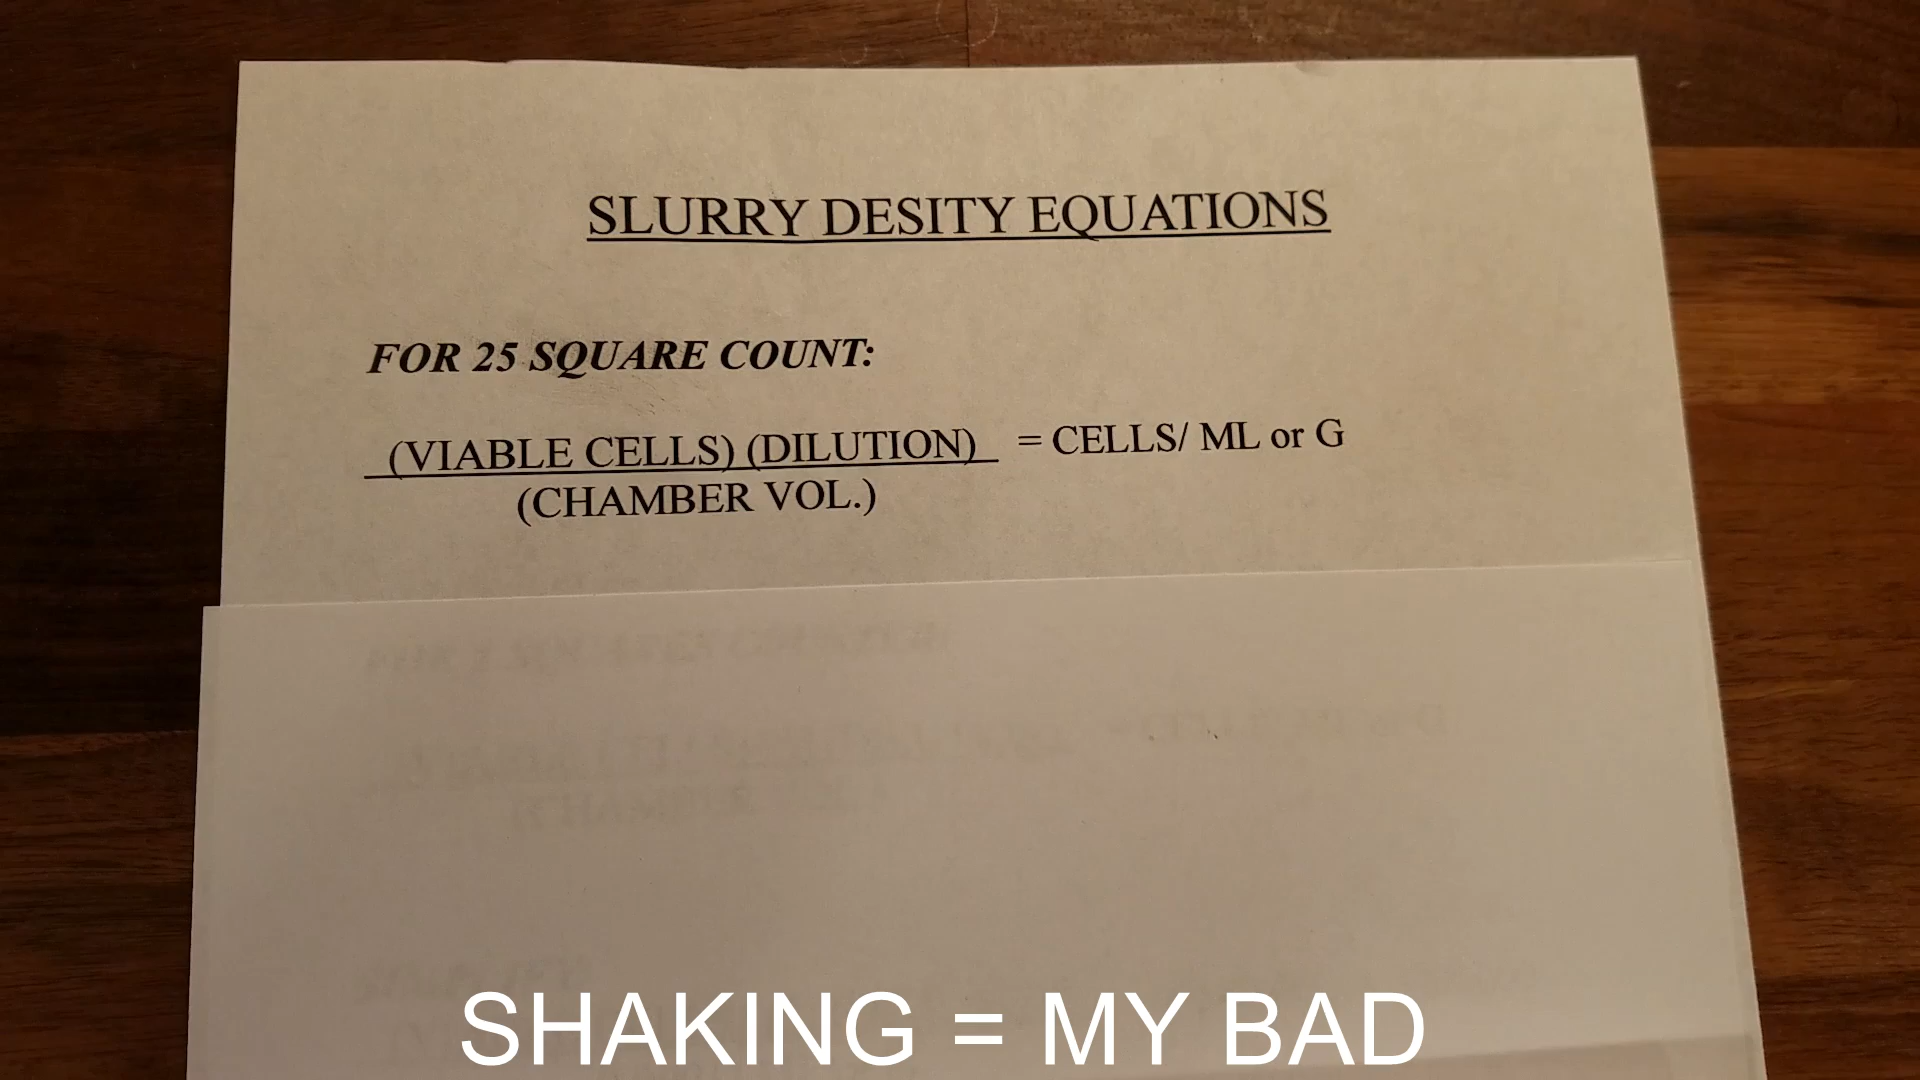 SLURRY DESITY EQUATIONS
FOR 25 SQUARE COUNT:
(VIABLE CELLS) (DILUTION) = CELLS/ ML or G
(CHAMBER VOL.)
SHAKING = MY BAD